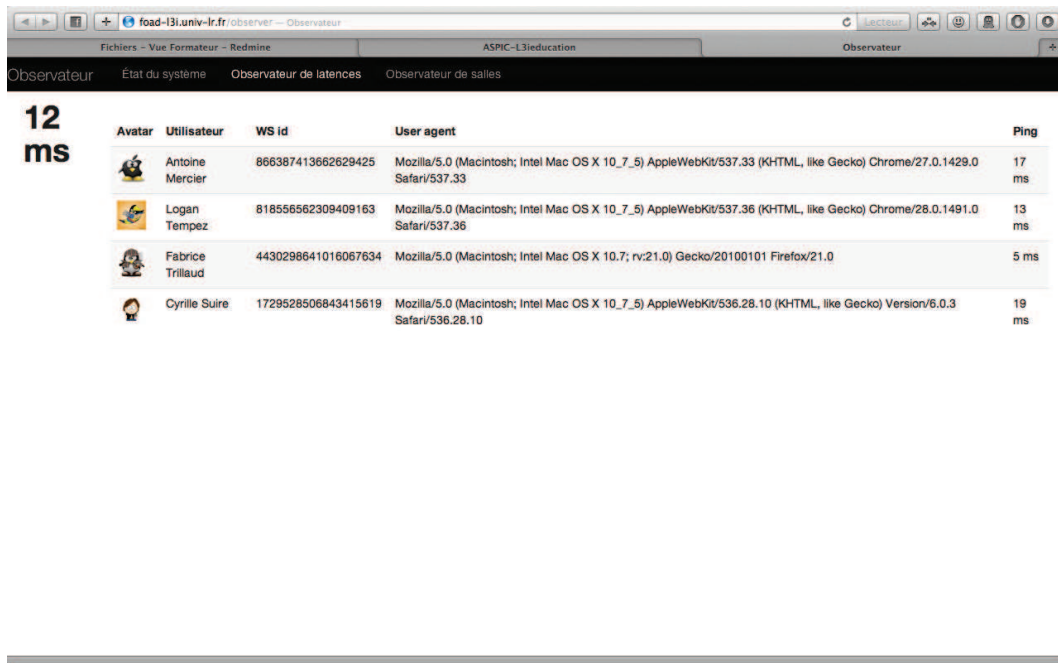 foad-l3i.univ-lr.fr/observer — Observateur
Lecteur
Fichiers – Vue Formateur – Redmine
ASPIC-L3ieducation
Observateur
Observateur
État du système
Observateur de latences
Observateur de salles
12
ms
Avatar Utilisateur WS id User agent Ping
Antoine 866387413662629425 Mozilla/5.0 (Macintosh; Intel Mac OS X 10_7_5) AppleWebKit/537.33 (KHTML, like Gecko) Chrome/27.0.1429.0 17
Mercier Safari/537.33 ms
Logan 818556562309409163 Mozilla/5.0 (Macintosh; Intel Mac OS X 10_7_5) AppleWebKit/537.36 (KHTML, like Gecko) Chrome/28.0.1491.0 13
Tempez Safari/537.36 ms
Fabrice 4430298641016067634 Mozilla/5.0 (Macintosh; Intel Mac OS X 10.7; rv:21.0) Gecko/20100101 Firefox/21.0 5 ms
Trillaud
Cyrille Suire 1729528506843415619 Mozilla/5.0 (Macintosh; Intel Mac OS X 10_7_5) AppleWebKit/536.28.10 (KHTML, like Gecko) Version/6.0.3 19
Safari/536.28.10 ms